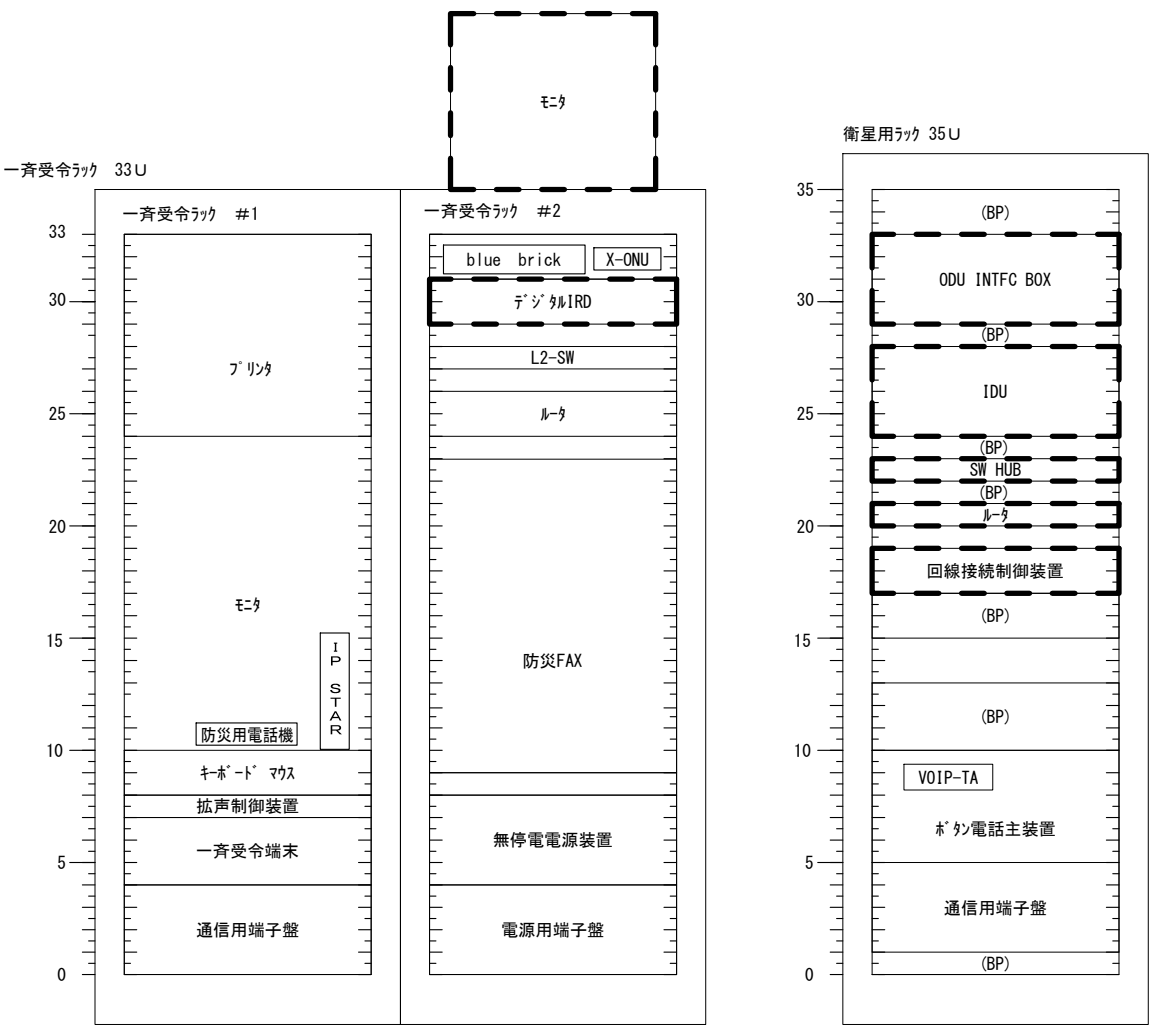 モニタ
衛星用ラック 35U
一斉受令ラック 33U
一斉受令ラック #1
一斉受令ラック #2
33
30
25
20
15
10
5
0
プリンタ
モニタ
IP STAR
防災用電話機
キーボード マウス
拡声制御装置
一斉受令端末
通信用端子盤
blue brick
X-ONU
デジタルIRD
L2-SW
ルータ
防災FAX
無停電電源装置
電源用端子盤
35
30
25
20
15
10
5
0
(BP)
ODU INTFC BOX
(BP)
IDU
(BP)
SW HUB
(BP)
ルータ
回線接続制御装置
(BP)
(BP)
VOIP-TA
ボタン電話主装置
通信用端子盤
(BP)